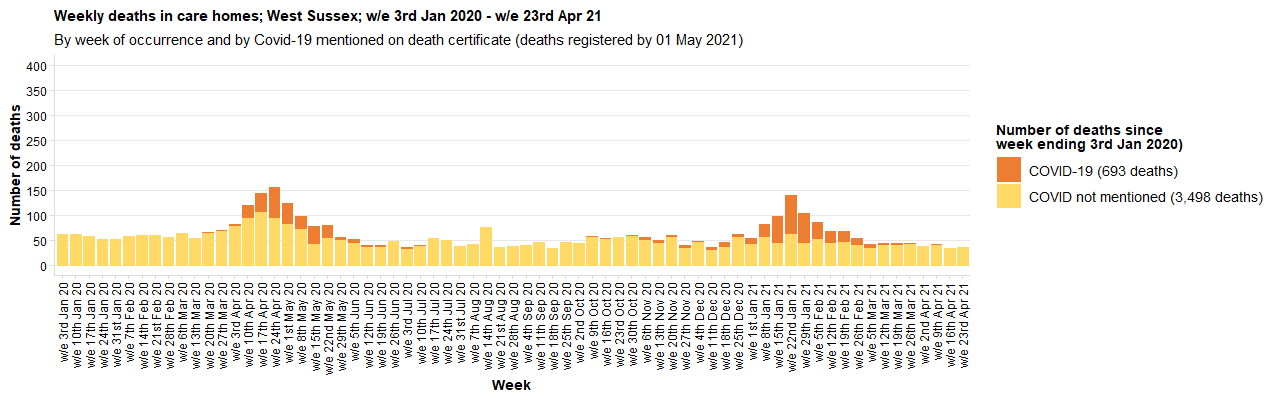 Weekly deaths in care homes; West Sussex; w/e 3rd Jan 2020 - w/e 23rd Apr 21
By week of occurrence and by Covid-19 mentioned on death certificate (deaths registered by 01 May 2021)
400
350
300
250
200
150
100
50
0
Number of deaths
w/e 3rd Jan 20
w/e 10th Jan 20
w/e 17th Jan 20
w/e 24th Jan 20
w/e 31st Jan 20
w/e 7th Feb 20
w/e 14th Feb 20
w/e 21st Feb 20
w/e 28th Feb 20
w/e 6th Mar 20
w/e 13th Mar 20
w/e 20th Mar 20
w/e 27th Mar 20
w/e 3rd Apr 20
w/e 10th Apr 20
w/e 17th Apr 20
w/e 24th Apr 20
w/e 1st May 20
w/e 8th May 20
w/e 15th May 20
w/e 22nd May 20
w/e 29th May 20
w/e 5th Jun 20
w/e 12th Jun 20
w/e 19th Jun 20
w/e 26th Jun 20
w/e 3rd Jul 20
w/e 10th Jul 20
w/e 17th Jul 20
w/e 24th Jul 20
w/e 31st Jul 20
w/e 7th Aug 20
w/e 14th Aug 20
w/e 21st Aug 20
w/e 28th Aug 20
w/e 4th Sep 20
w/e 11th Sep 20
w/e 18th Sep 20
w/e 25th Sep 20
w/e 2nd Oct 20
w/e 9th Oct 20
w/e 16th Oct 20
w/e 23rd Oct 20
w/e 30th Oct 20
w/e 6th Nov 20
w/e 13th Nov 20
w/e 20th Nov 20
w/e 27th Nov 20
w/e 4th Dec 20
w/e 11th Dec 20
w/e 18th Dec 20
w/e 25th Dec 20
w/e 1st Jan 21
w/e 8th Jan 21
w/e 15th Jan 21
w/e 22nd Jan 21
w/e 29th Jan 21
w/e 5th Feb 21
w/e 12th Feb 21
w/e 19th Feb 21
w/e 26th Feb 21
w/e 5th Mar 21
w/e 12th Mar 21
w/e 19th Mar 21
w/e 26th Mar 21
w/e 2nd Apr 21
w/e 9th Apr 21
w/e 16th Apr 21
w/e 23rd Apr 21
Week
Number of deaths since
week ending 3rd Jan 2020)
COVID-19 (693 deaths)
COVID not mentioned (3,498 deaths)